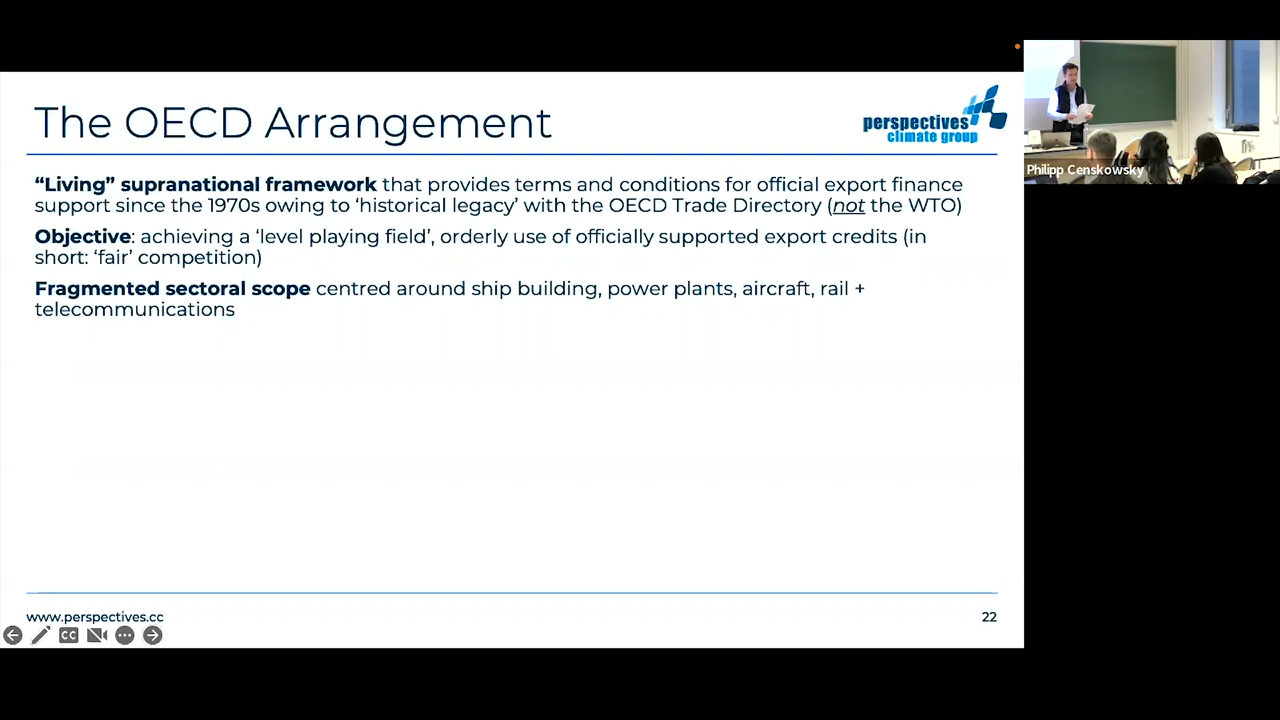 The OECD Arrangement
perspectives
climate group
“Living” supranational framework that provides terms and conditions for official export finance
support since the 1970s owing to ‘historical legacy’ with the OECD Trade Directory (not the WTO)
Objective: achieving a ‘level playing field’, orderly use of officially supported export credits (in
short: ‘fair’ competition)
Fragmented sectoral scope centred around ship building, power plants, aircraft, rail +
telecommunications
www.perspectives.cc
22
CC
Philipp Censkowsky